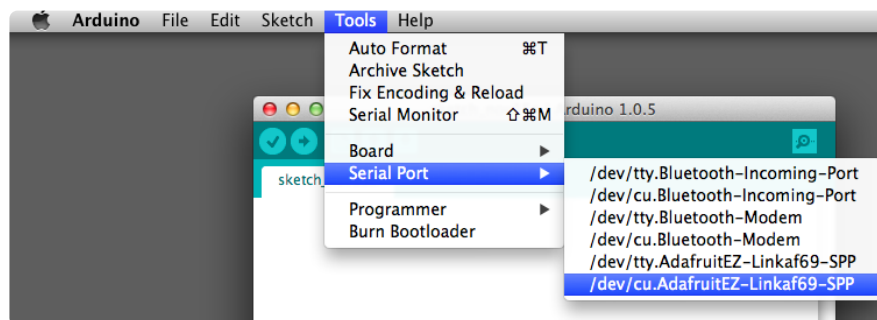 Arduino File Edit Sketch Tools Help
Auto Format ⌘T
Archive Sketch
Fix Encoding & Reload
Serial Monitor ⇧⌘M
rduino 1.0.5
Board
Serial Port
sketch_
Programmer
Burn Bootloader
/dev/tty.Bluetooth-Incoming-Port
/dev/cu.Bluetooth-Incoming-Port
/dev/tty.Bluetooth-Modem
/dev/cu.Bluetooth-Modem
/dev/tty.AdafruitEZ-Linkaf69-SPP
/dev/cu.AdafruitEZ-Linkaf69-SPP